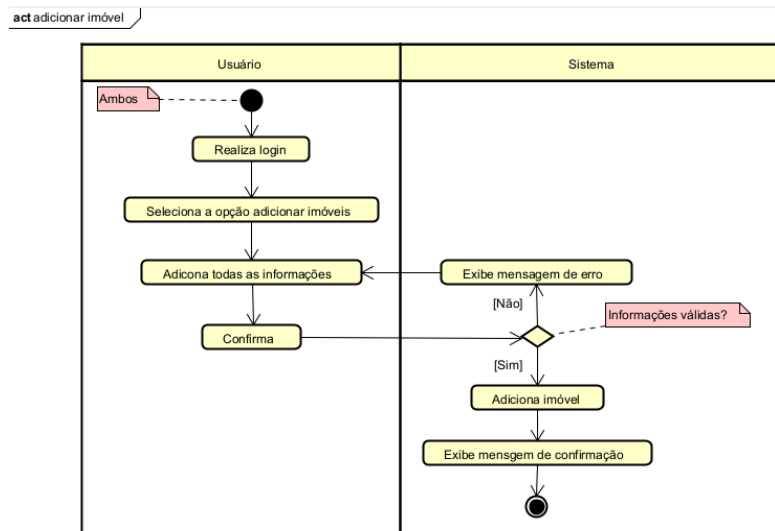 act adicionar imóvel
Usuário
Sistema
Ambos
Realiza login
Seleciona a opção adicionar imóveis
Adicona todas as informações
Exibe mensagem de erro
[Não]
Informações válidas?
Confirma
[Sim]
Adiciona imóvel
Exibe mensgem de confirmação